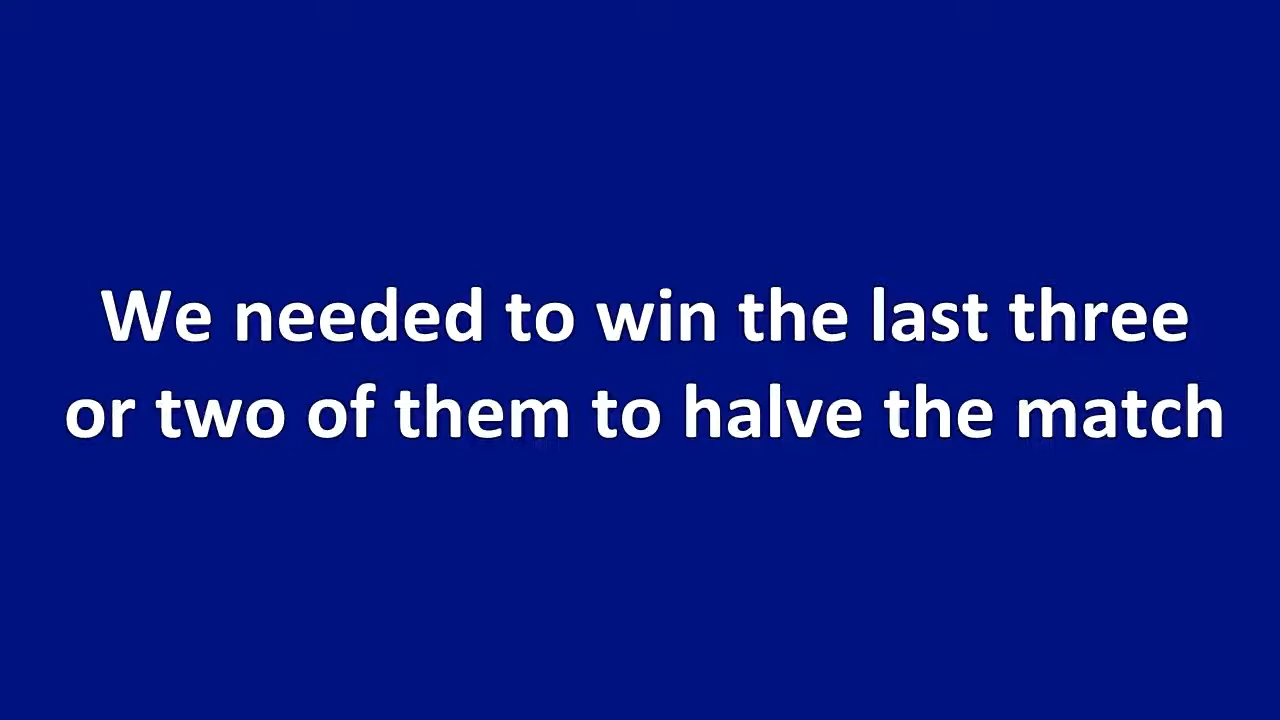 We needed to win the last three
or two of them to halve the match